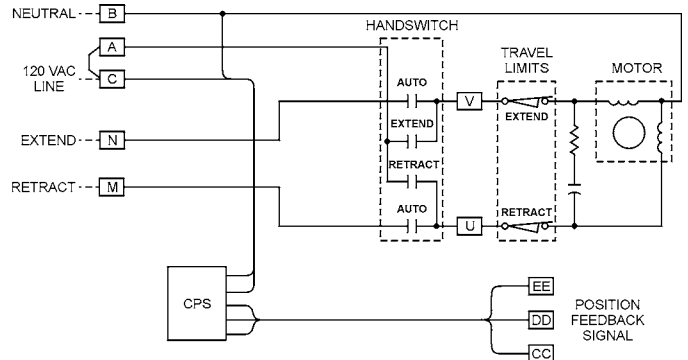 NEUTRAL
B
A
120 VAC
LINE
C
EXTEND
N
RETRACT
M
HANDSWITCH
AUTO
EXTEND
RETRACT
AUTO
V
U
TRAVEL
LIMITS
EXTEND
RETRACT
MOTOR
CPS
EE
DD
CC
POSITION
FEEDBACK
SIGNAL